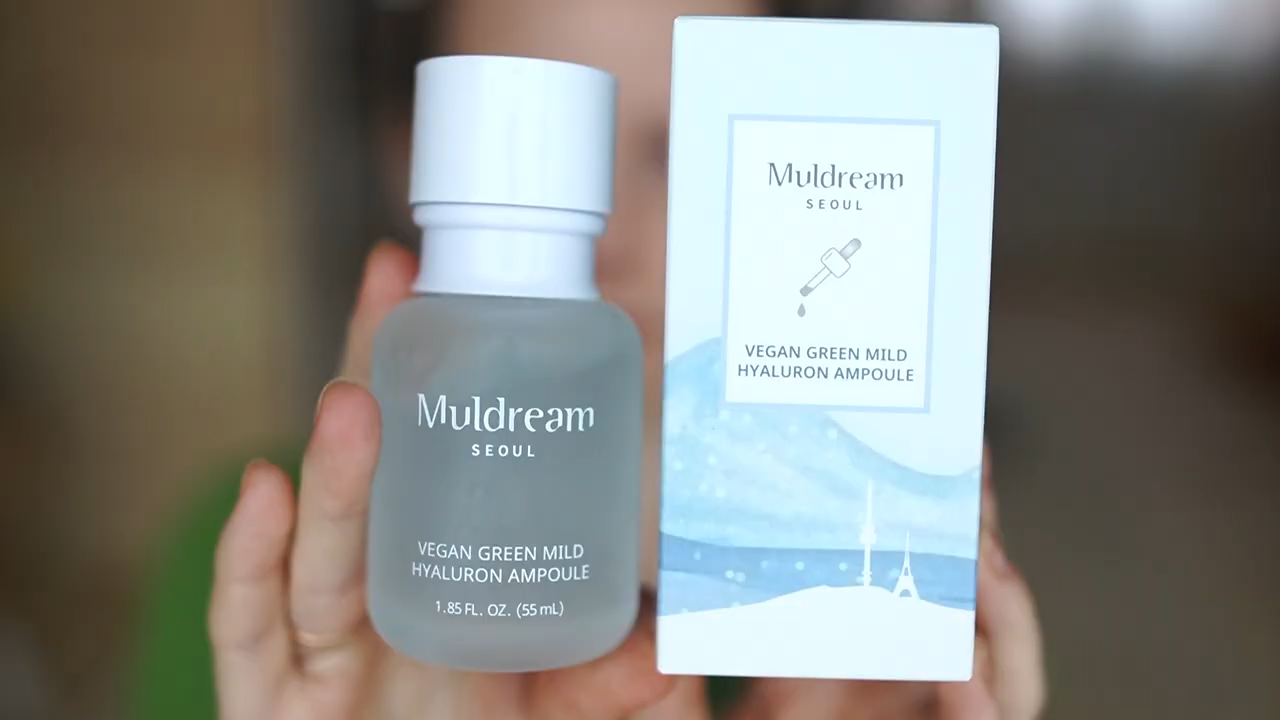 Muldream
SEOUL
VEGAN GREEN MILD
HYALURON AMPOULE
1.85 FL. OZ. (55 mL)
Muldream
SEOUL
VEGAN GREEN MILD
HYALURON AMPOULE